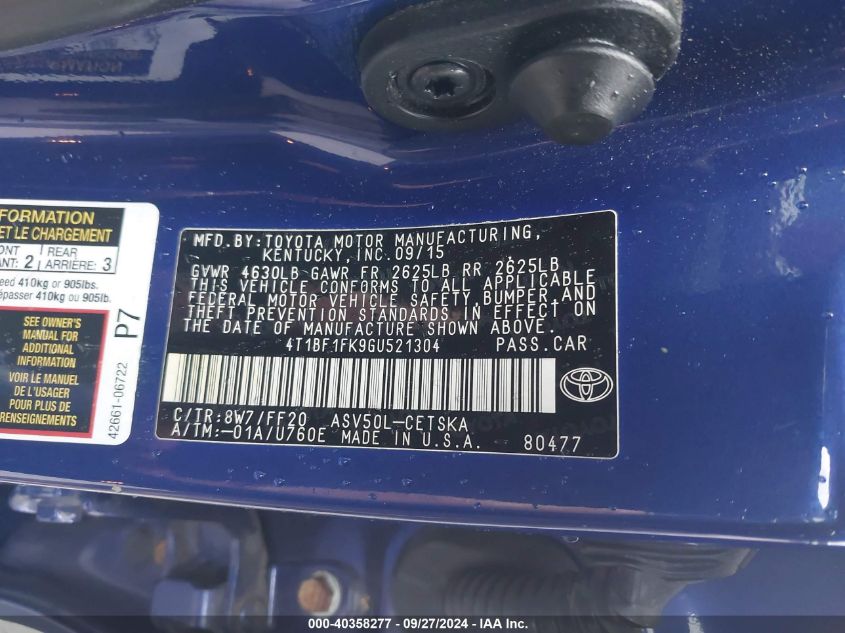 FORMATION
ET LE CHARGEMENT
ONT REAR
ANT: 2 ARRIÈRE: 3
eed 410kg or 905lbs.
épasser 410kg ou 905lb.
SEE OWNER'S
MANUAL FOR
ADDITIONAL
INFORMATION
VOIR LE MANUEL
DE L'USAGER
POUR PLUS DE
RENSEIGNEMENTS
P7
42661-06722
MFD. BY: TOYOTA MOTOR MANUFACTURING,
KENTUCKY, INC. 09/15
GVWR 4630LB GAWR FR 2625LB RR 2625LB
THIS VEHICLE CONFORMS TO ALL APPLICABLE
FEDERAL MOTOR VEHICLE SAFETY, BUMPER, AND
THEFT PREVENTION STANDARDS IN EFFECT ON
THE DATE OF MANUFACTURE SHOWN ABOVE.
4T1BF1FK9GU521304 PASS. CAR
C/TR: 8W7/FF20 ASV50L-CETSKA
A/TM: -01A/U760E MADE IN U.S.A. 80477
000-40358277 - 09/27/2024 - IAA Inc.